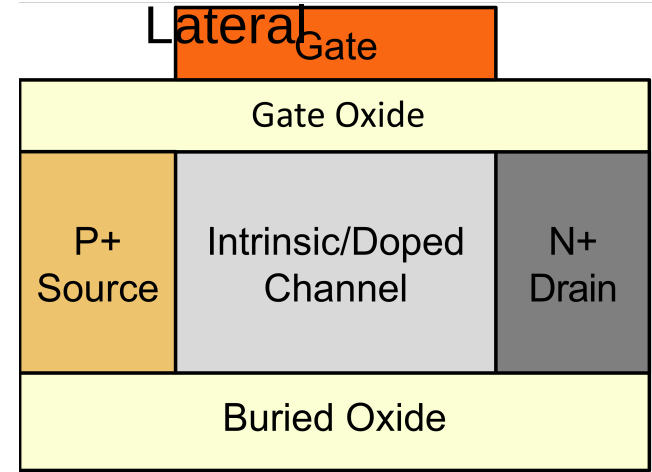 Lateral
Gate
Gate Oxide
P+
Source
Intrinsic/Doped
Channel
N+
Drain
Buried Oxide